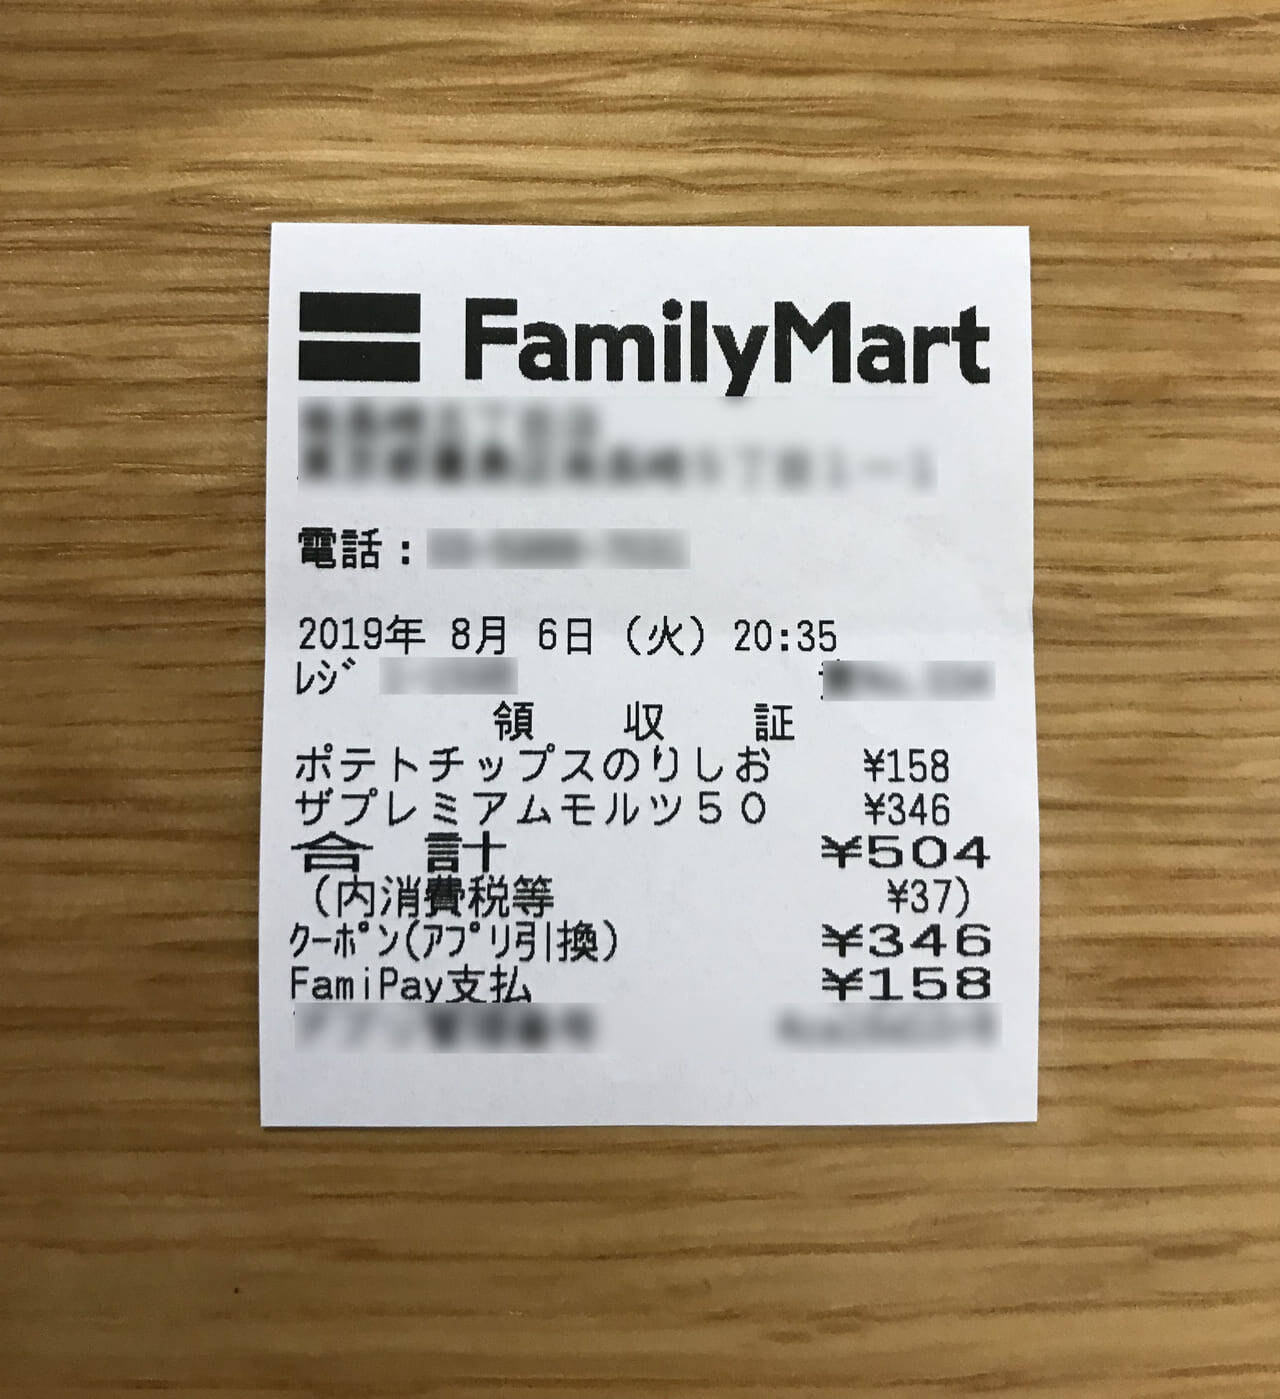 FamilyMart
電話：
2019年 8月 6日（火）20:35
ﾚｼﾞ
領 収 証
ポテトチップスのりしお ¥158
ザプレミアムモルツ５０ ¥346
合 計 ¥504
（内消費税等 ¥37）
ｸｰﾎﾟﾝ(ｱﾌﾟﾘ引換) ¥346
FamiPay支払 ¥158